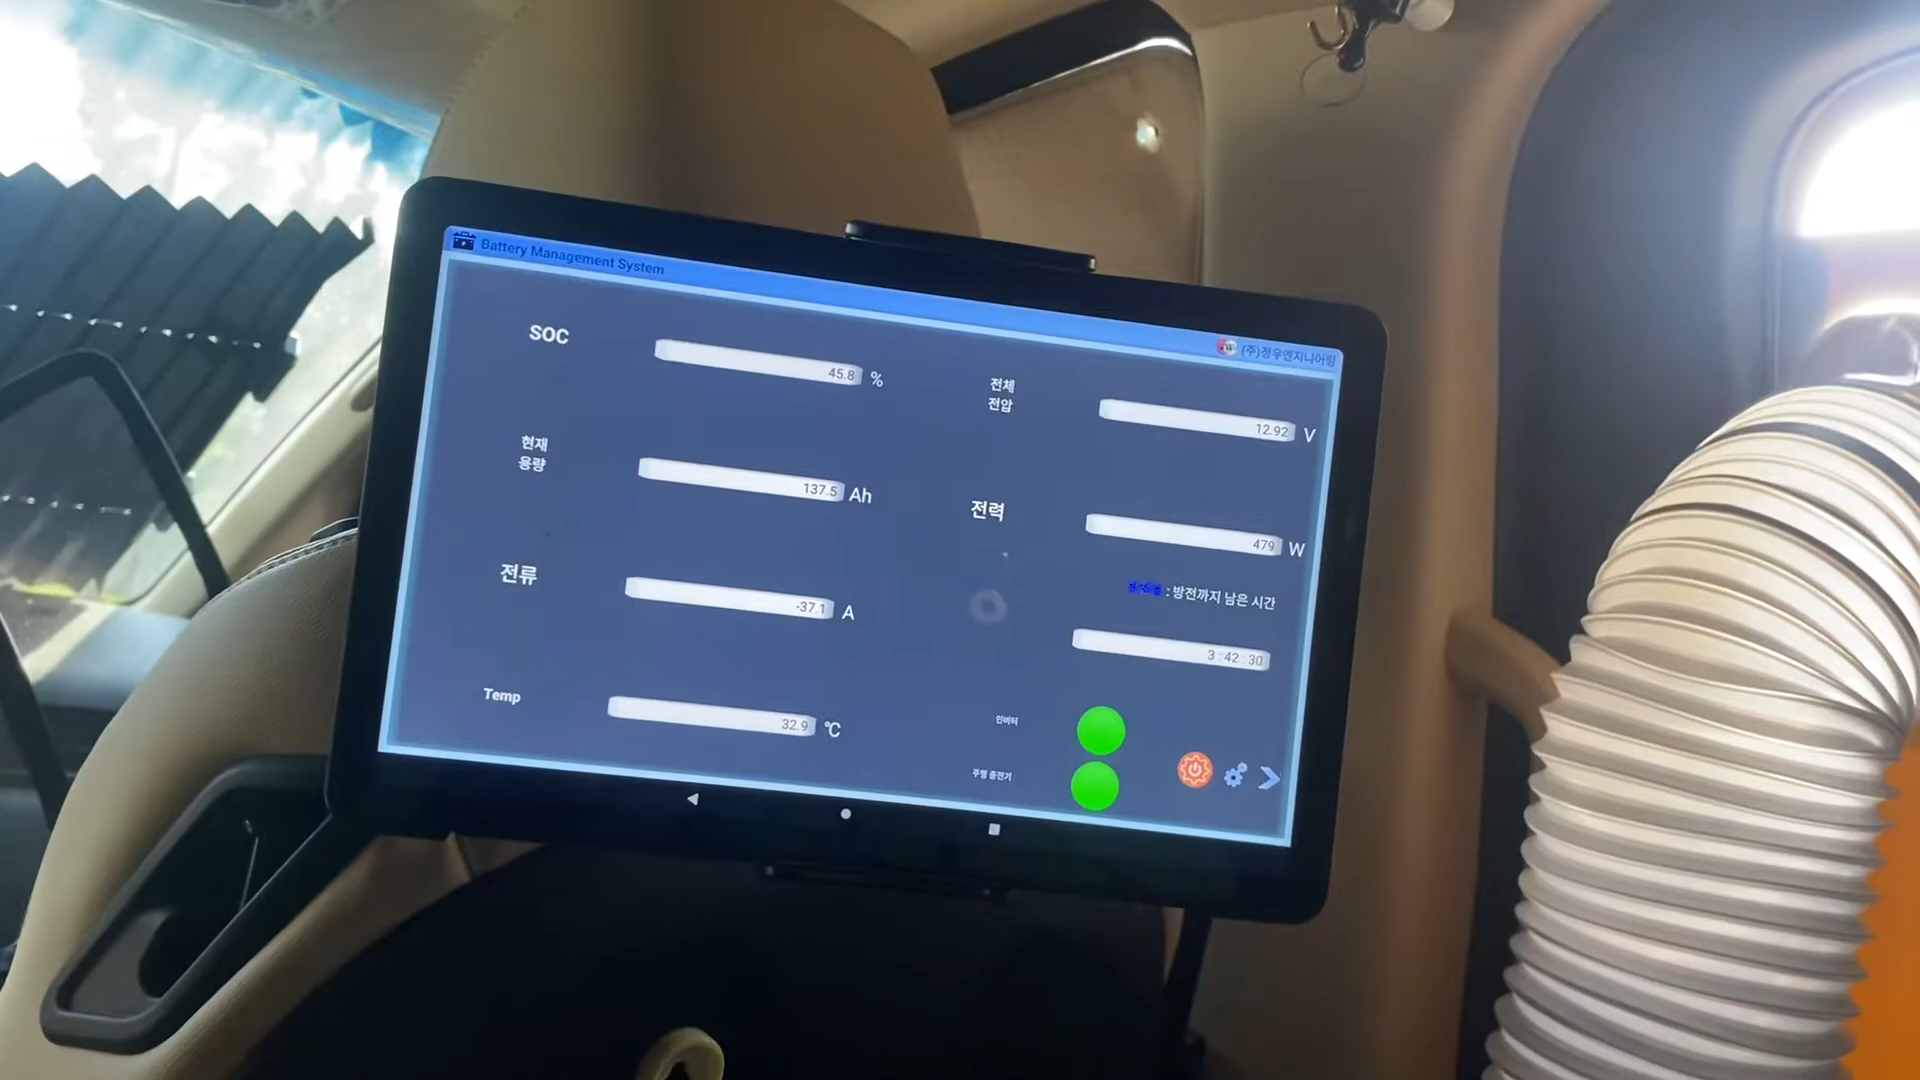 Battery Management System
(주)정우엔지니어링
SOC
45.8 %
전체
전압
12.92 V
현재
용량
137.5 Ah
전력
479 W
전류
-37.1 A
: 방전까지 남은 시간
3 : 42 : 30
Temp
32.9 ℃
인버터
주행 충전기